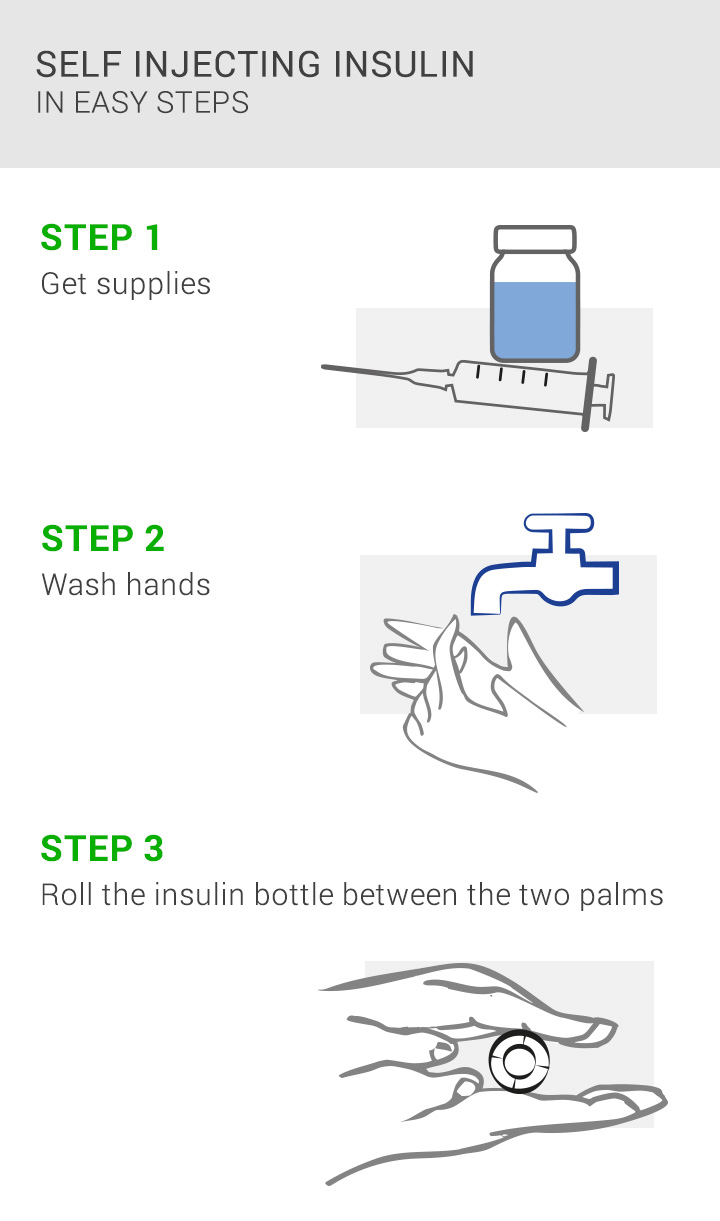 SELF INJECTING INSULIN
IN EASY STEPS
STEP 1
Get supplies
STEP 2
Wash hands
STEP 3
Roll the insulin bottle between the two palms